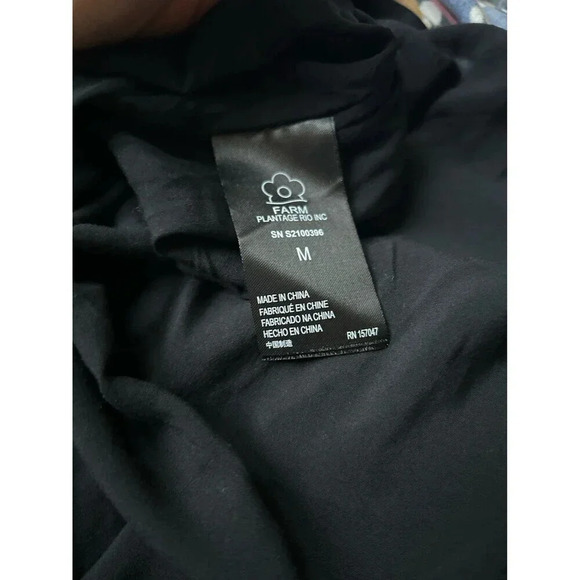 FARM
PLANTAGE RIO INC
SN S2100396
M
MADE IN CHINA
FABRIQUÉ EN CHINE
FABRICADO NA CHINA
HECHO EN CHINA
中国制造
RN 157047